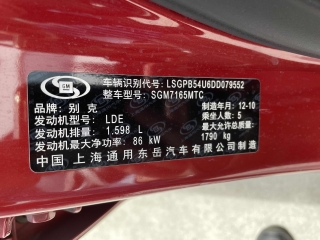 GM
车辆识别代号: LSGPB54U6DD079552
整车型号: SGM7165MTC
品牌: 别克 制造年月: 12-10
发动机型号: LDE 乘坐人数: 5
发动机排量: 1.598 L 最大允许总质量:
发动机最大净功率: 86 kW 1790 kg
中国 上海通用东岳汽车有限公司制造